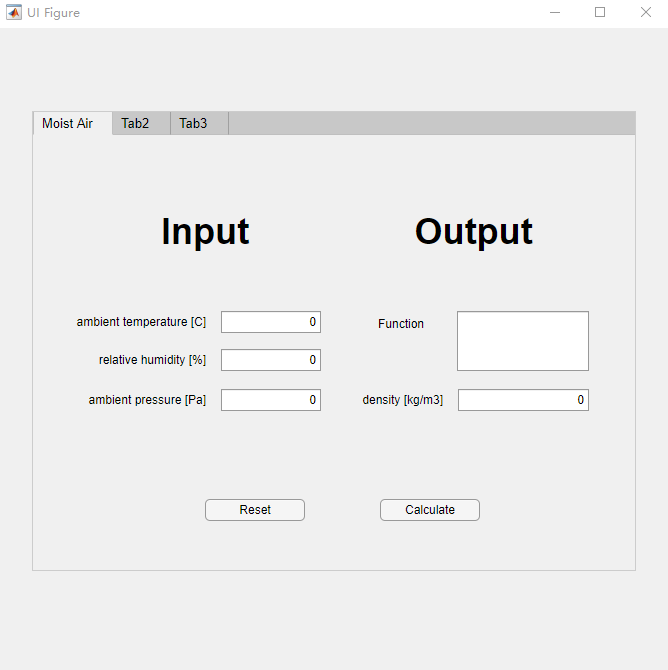 UI Figure
Moist Air Tab2 Tab3
Input Output
ambient temperature [C] 0 Function
relative humidity [%] 0
ambient pressure [Pa] 0 density [kg/m3] 0
Reset Calculate